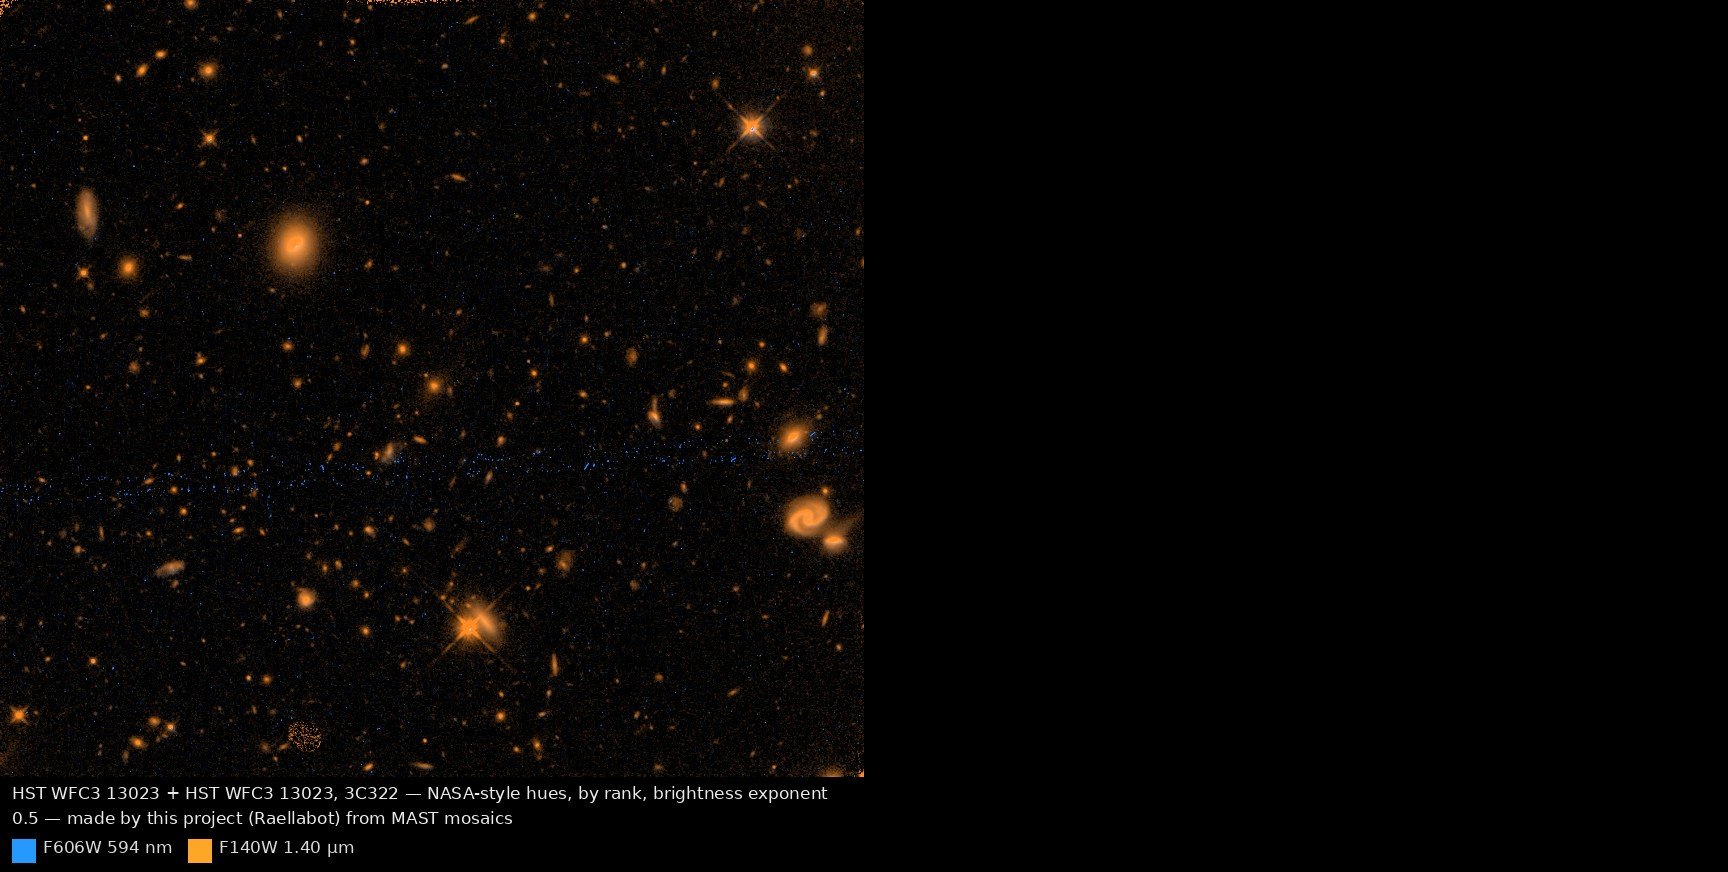 HST WFC3 13023 + HST WFC3 13023, 3C322 — NASA-style hues, by rank, brightness exponent
0.5 — made by this project (Raellabot) from MAST mosaics
F606W 594 nm F140W 1.40 µm